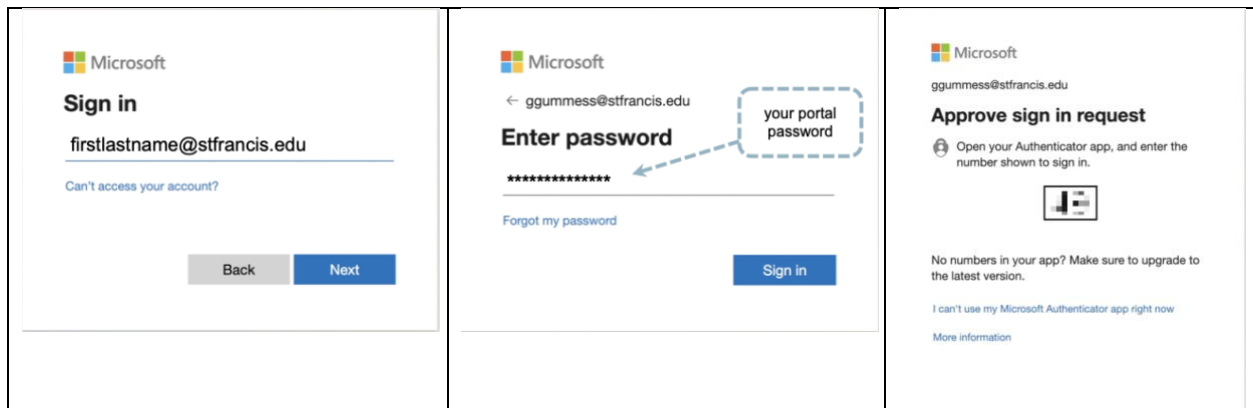 Microsoft
Sign in
firstlastname@stfrancis.edu
Can't access your account?
Back
Next
Microsoft
← ggummess@stfrancis.edu
Enter password
your portal
password
**************
Forgot my password
Sign in
Microsoft
ggummess@stfrancis.edu
Approve sign in request
Open your Authenticator app, and enter the
number shown to sign in.
No numbers in your app? Make sure to upgrade to
the latest version.
I can't use my Microsoft Authenticator app right now
More information